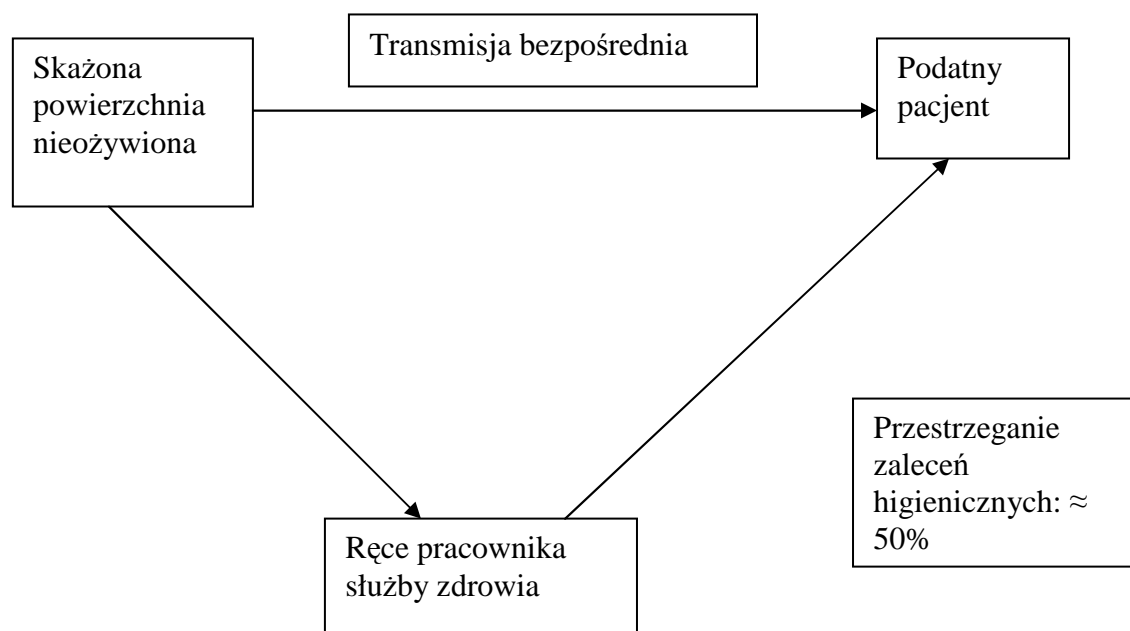 Transmisja bezpośrednia
Skażona
powierzchnia
nieożywiona
Podatny
pacjent
Przestrzeganie
zaleceń
higienicznych: ≈
50%
Ręce pracownika
służby zdrowia